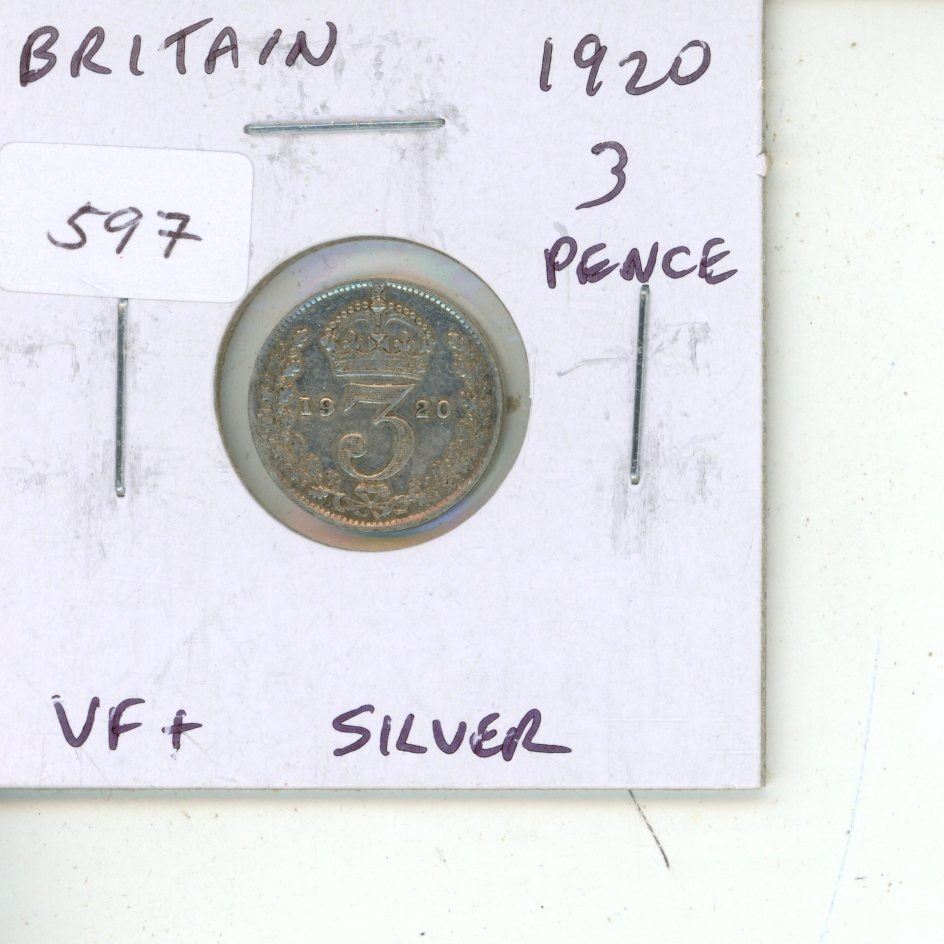 BRITAIN 1920
3
597
PENCE
19 3 20
VF+ SILVER